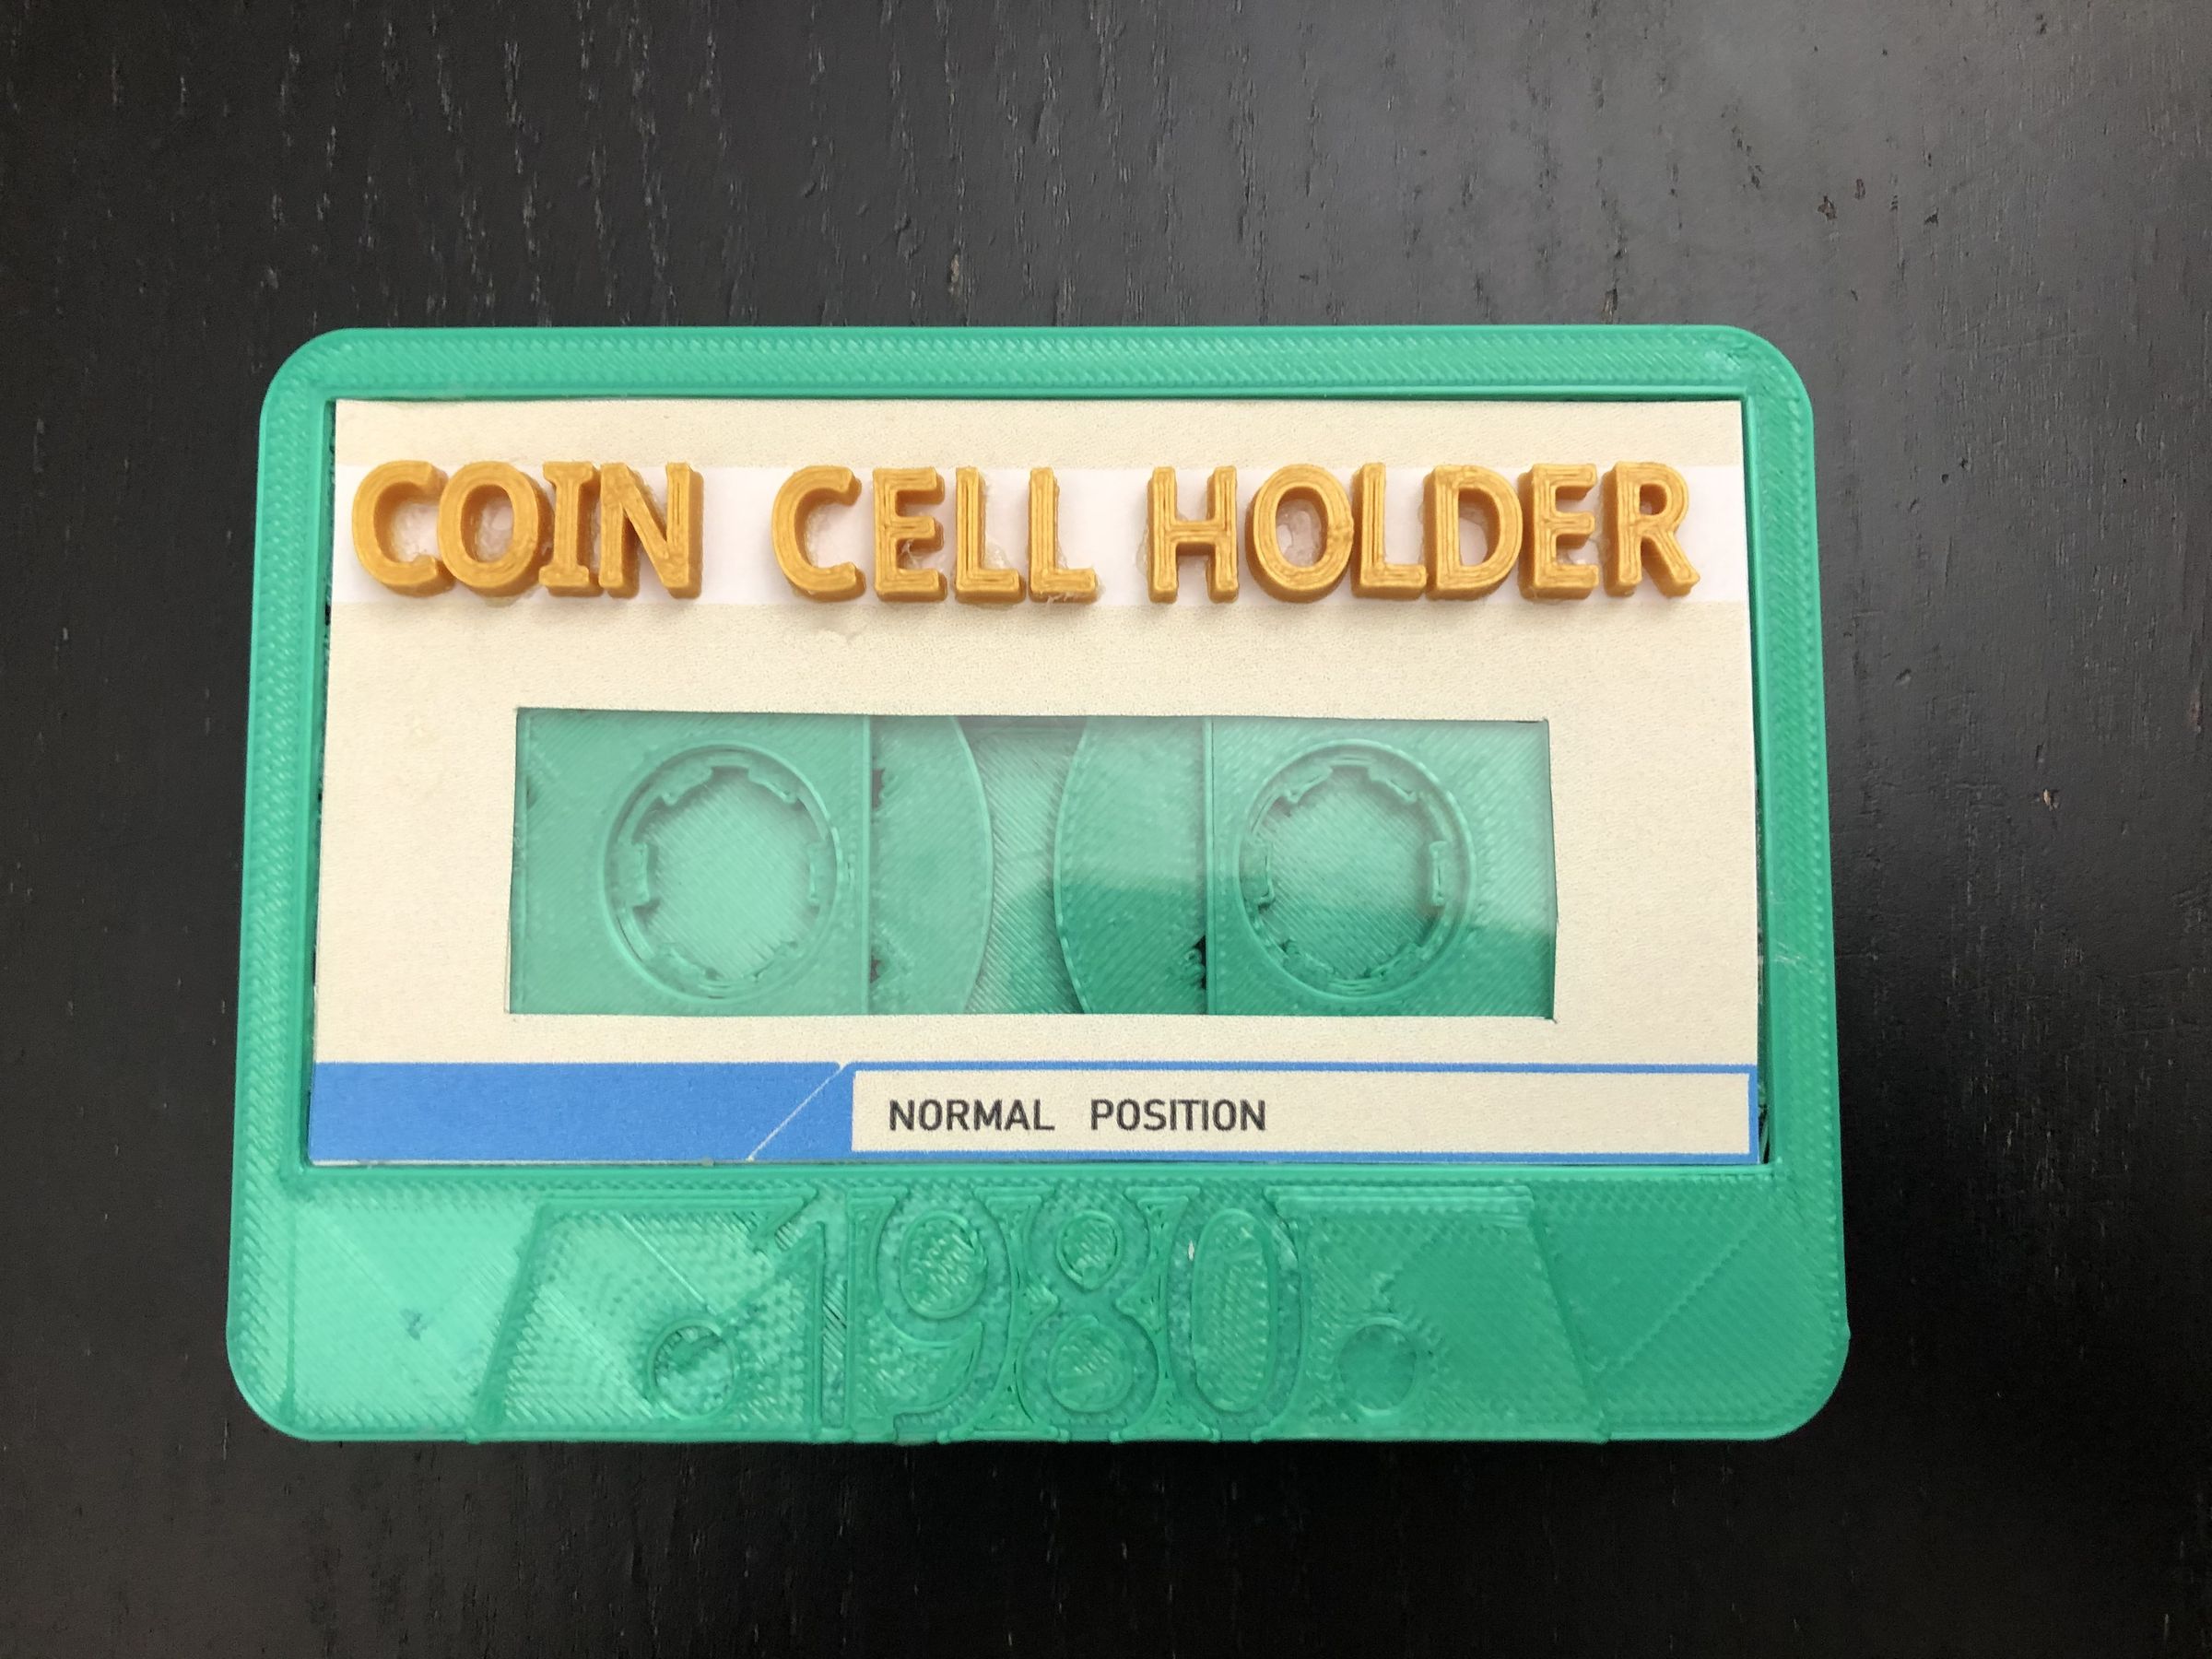 COIN CELL HOLDER
NORMAL POSITION
1980